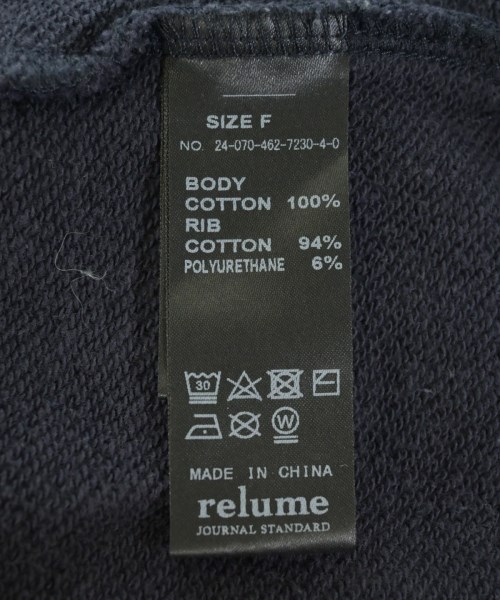 SIZE F
NO. 24-070-462-7230-4-0
BODY
COTTON 100%
RIB
COTTON 94%
POLYURETHANE 6%
30
W
MADE IN CHINA
relume
JOURNAL STANDARD